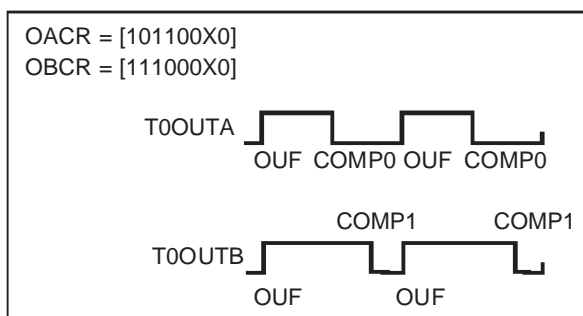 OACR = [101100X0]
OBCR = [111000X0]
T0OUTA
OUF COMP0 OUF COMP0
COMP1 COMP1
T0OUTB
OUF OUF